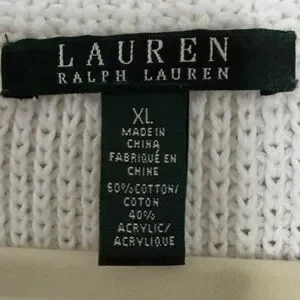 LAUREN
RALPH LAUREN
XL
MADE IN
CHINA
FABRIQUÉ EN
CHINE
60% COTTON/
COTON
40%
ACRYLIC/
ACRYLIQUE